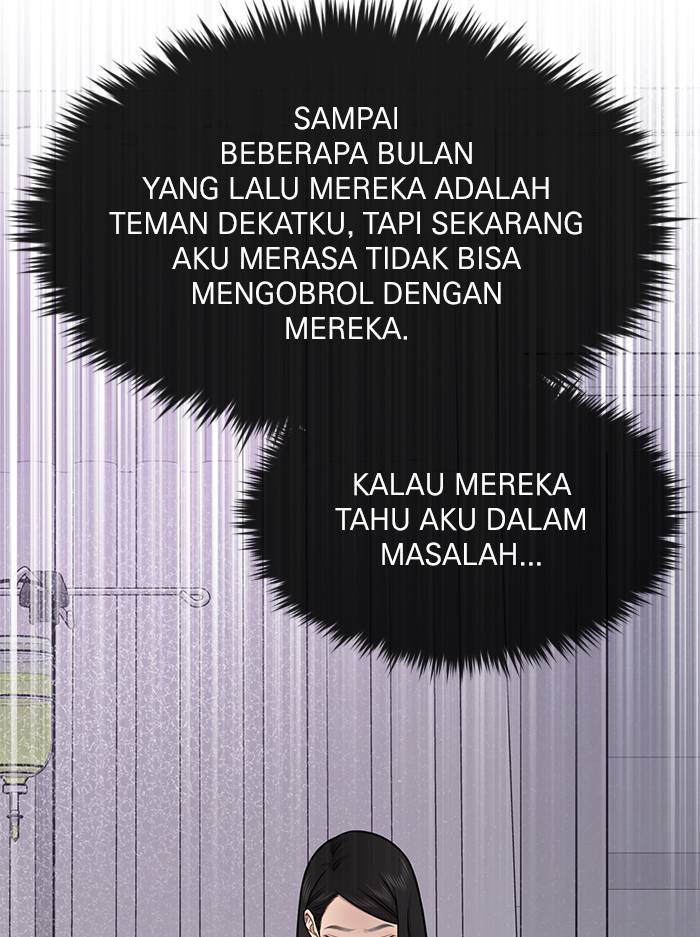 SAMPAI
BEBERAPA BULAN
YANG LALU MEREKA ADALAH
TEMAN DEKATKU, TAPI SEKARANG
AKU MERASA TIDAK BISA
MENGOBROL DENGAN
MEREKA.
KALAU MEREKA
TAHU AKU DALAM
MASALAH...